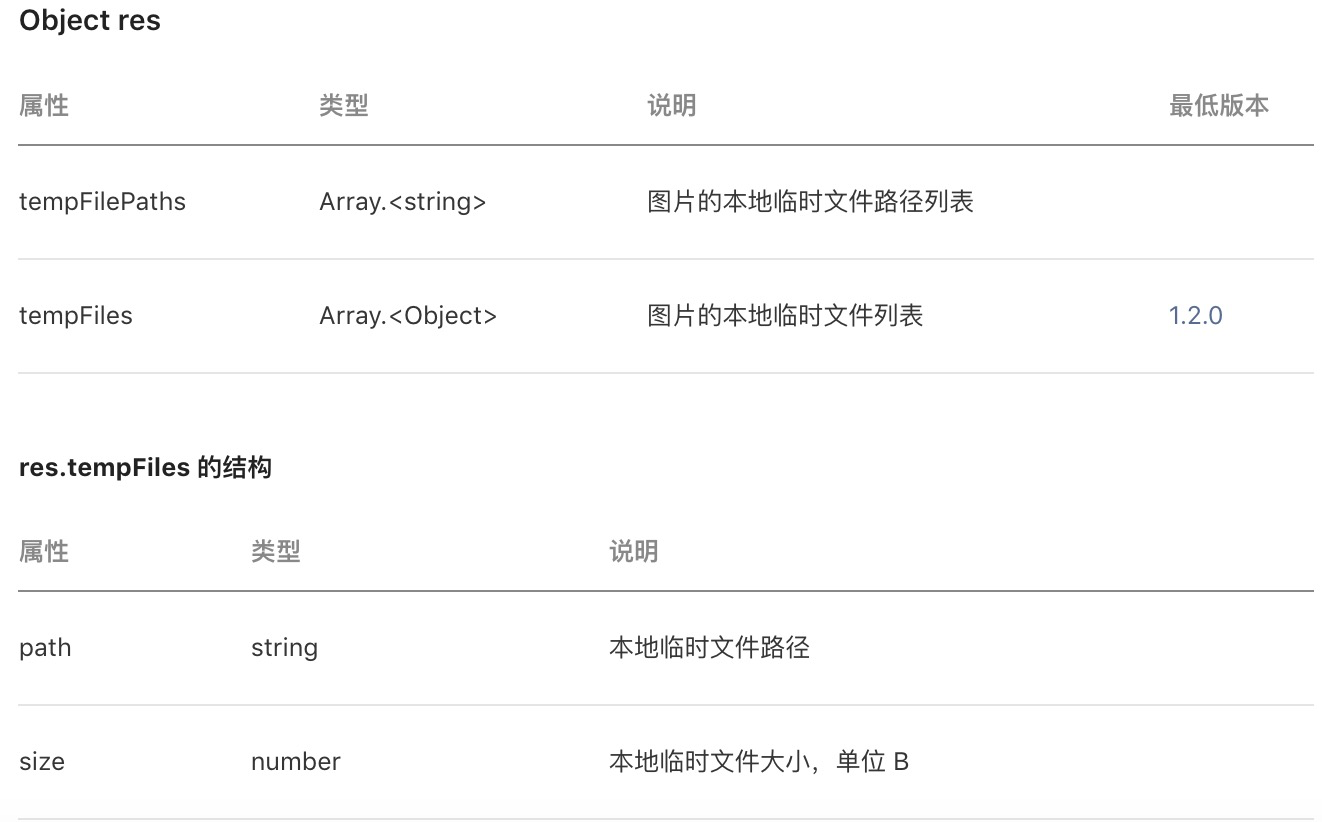 Object res
属性 类型 说明 最低版本
tempFilePaths Array.<string> 图片的本地临时文件路径列表
tempFiles Array.<Object> 图片的本地临时文件列表 1.2.0
res.tempFiles 的结构
属性 类型 说明
path string 本地临时文件路径
size number 本地临时文件大小，单位 B